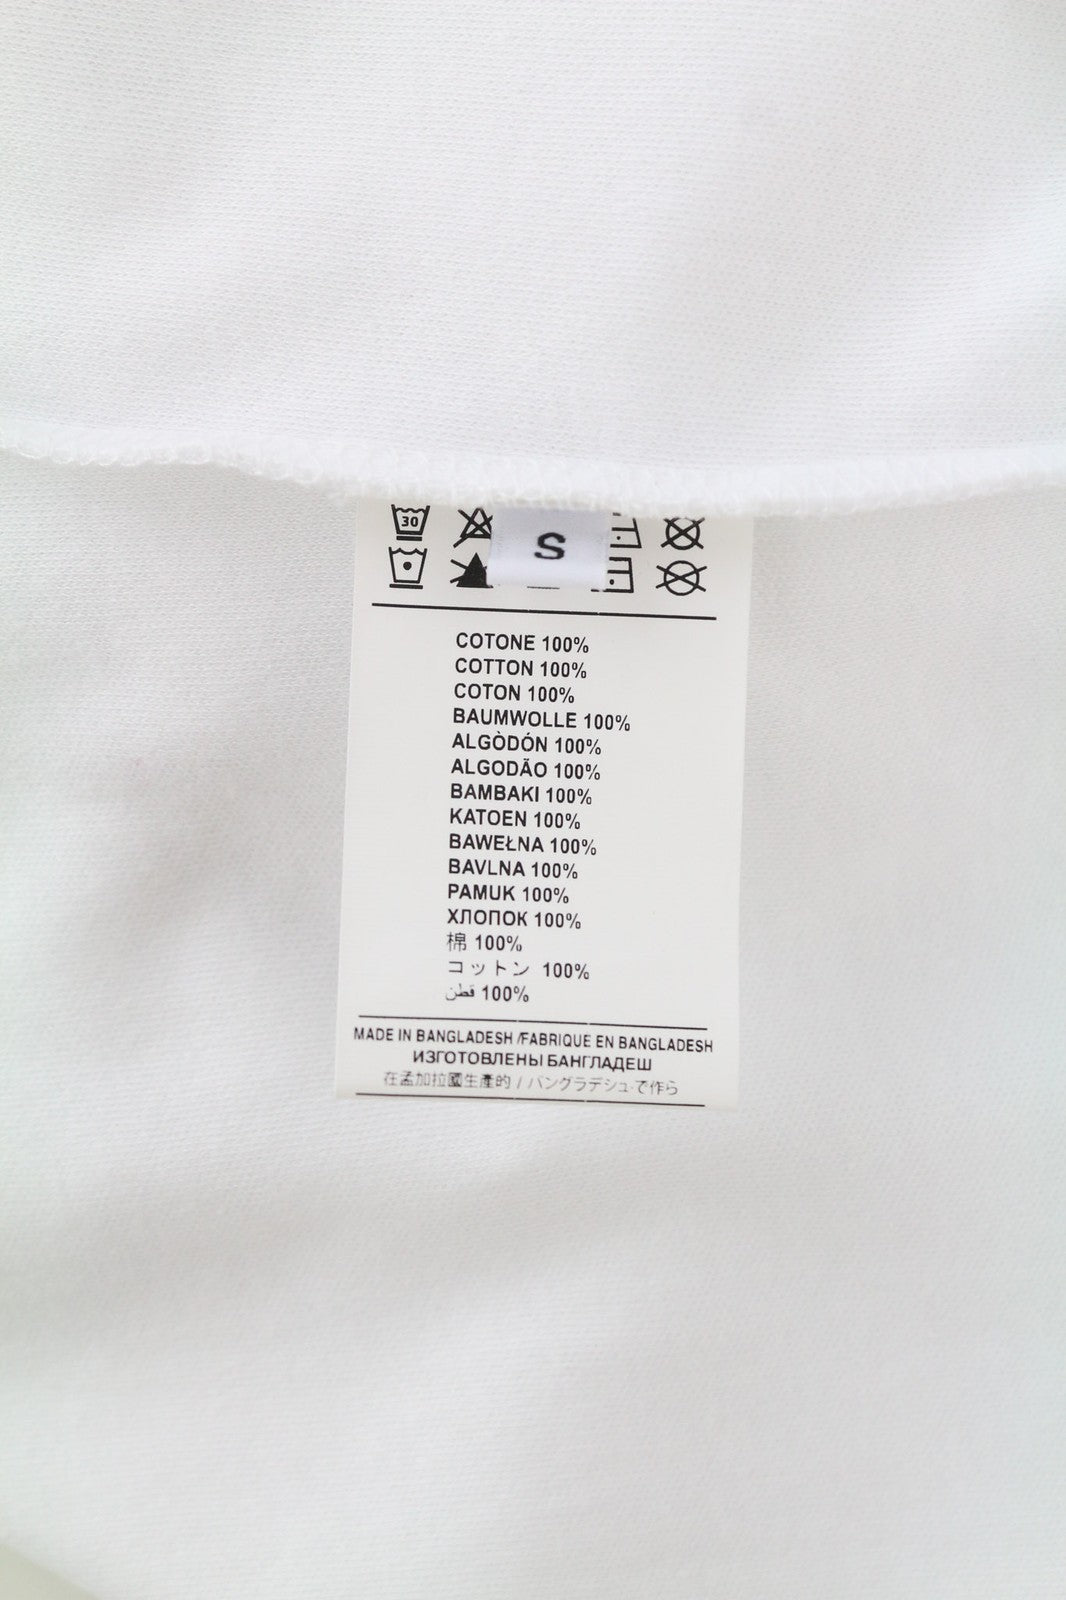 30
S
COTONE 100%
COTTON 100%
COTON 100%
BAUMWOLLE 100%
ALGÒDÓN 100%
ALGODÃO 100%
BAMBAKI 100%
KATOEN 100%
BAWEŁNA 100%
BAVLNA 100%
PAMUK 100%
ХЛОПОК 100%
棉 100%
コットン 100%
قطن 100%
MADE IN BANGLADESH /FABRIQUE EN BANGLADESH
ИЗГОТОВЛЕНЫ БАНГЛАДЕШ
在孟加拉國生產的 / バングラデシュで作ら